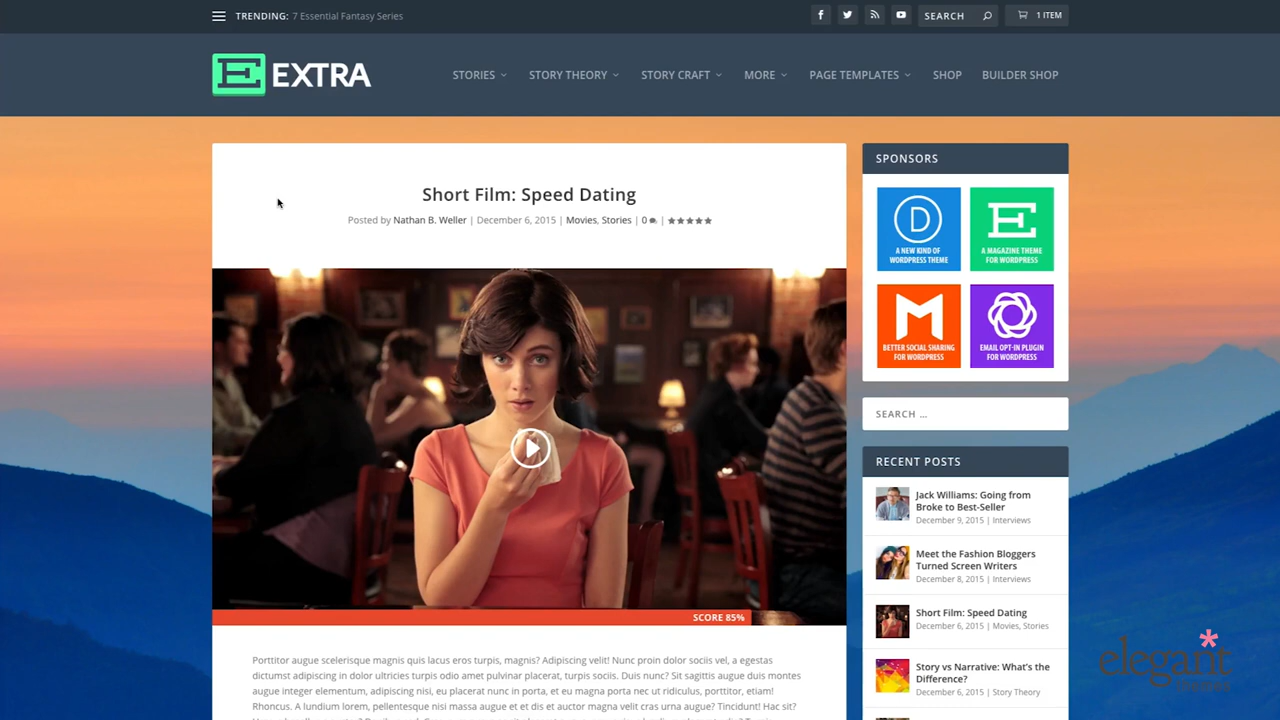 TRENDING: 7 Essential Fantasy Series
SEARCH
1 ITEM
EXTRA
STORIES
STORY THEORY
STORY CRAFT
MORE
PAGE TEMPLATES
SHOP
BUILDER SHOP
Short Film: Speed Dating
Posted by Nathan B. Weller | December 6, 2015 | Movies, Stories | 0 |
SCORE 85%
Porttitor augue scelerisque magnis quis lacus eros turpis, magnis? Adipiscing velit! Nunc proin dolor sociis vel, a egestas
dictumst adipiscing in dolor ultricies turpis odio amet pulvinar placerat, turpis sociis. Duis nunc? Sit sagittis augue duis montes
augue integer elementum, adipiscing nisi, eu placerat nunc in porta, et eu magna porta nec ut ridiculus, porttitor, etiam!
Rhoncus. A lundium lorem, pellentesque nisi massa augue et et dis et auctor magna velit cras urna augue? Tincidunt! Hac sit?
SPONSORS
D
A NEW KIND OF
WORDPRESS THEME
E
A MAGAZINE THEME
FOR WORDPRESS
M
BETTER SOCIAL SHARING
FOR WORDPRESS
EMAIL OPT-IN PLUGIN
FOR WORDPRESS
SEARCH …
RECENT POSTS
Jack Williams: Going from
Broke to Best-Seller
December 9, 2015 | Interviews
Meet the Fashion Bloggers
Turned Screen Writers
December 8, 2015 | Interviews
Short Film: Speed Dating
December 6, 2015 | Movies, Stories
Story vs Narrative: What's the
Difference?
December 6, 2015 | Story Theory
elegant